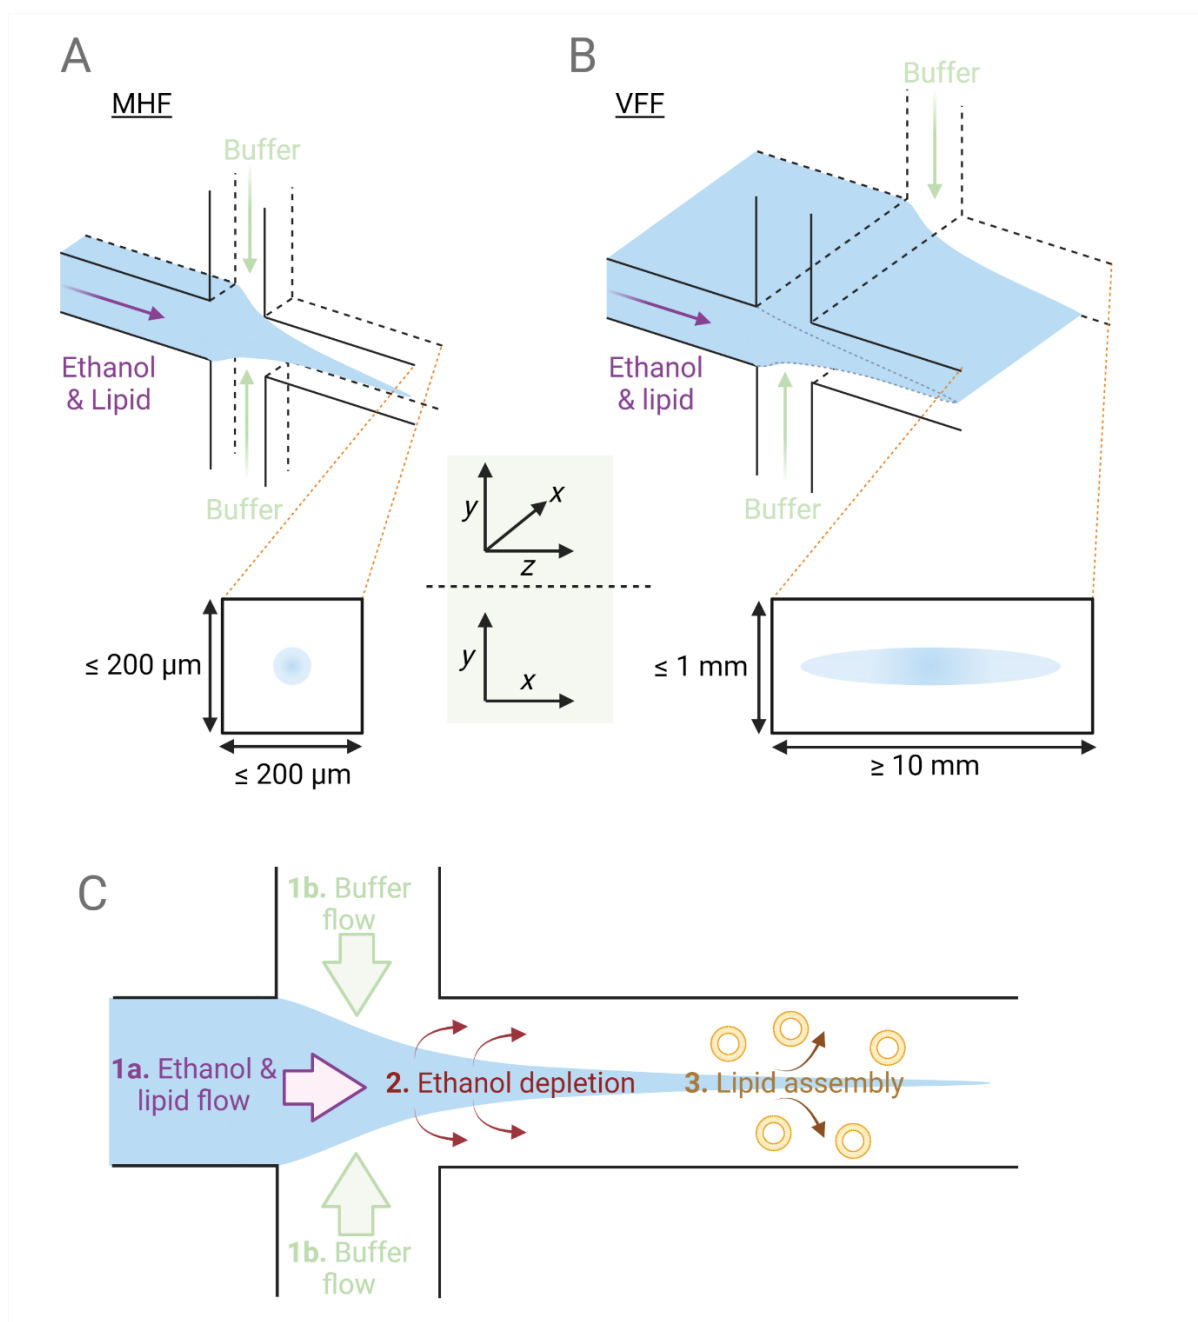 A
MHF
Buffer
Ethanol
& Lipid
Buffer
≤ 200 µm
≤ 200 µm
B
VFF
Buffer
Ethanol
& lipid
Buffer
≤ 1 mm
≥ 10 mm
y
x
z
y
x
C
1b. Buffer
flow
1a. Ethanol &
lipid flow
2. Ethanol depletion
3. Lipid assembly
1b. Buffer
flow